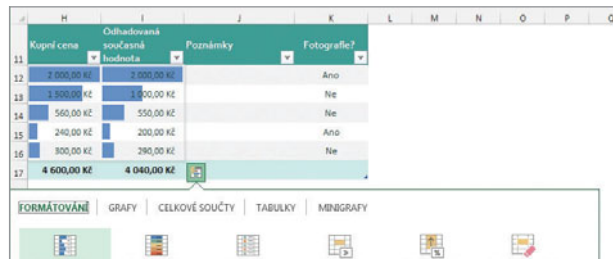 H I J K L M N O P Q
11 Kupní cena Odhadovaná současná hodnota Poznámky Fotografie?
12 2 000,00 Kč 2 000,00 Kč Ano
13 1 500,00 Kč 1 000,00 Kč Ne
14 560,00 Kč 550,00 Kč Ne
15 240,00 Kč 200,00 Kč Ano
16 300,00 Kč 290,00 Kč Ne
17 4 600,00 Kč 4 040,00 Kč
FORMÁTOVÁNÍ GRAFY CELKOVÉ SOUČTY TABULKY MINIGRAFY